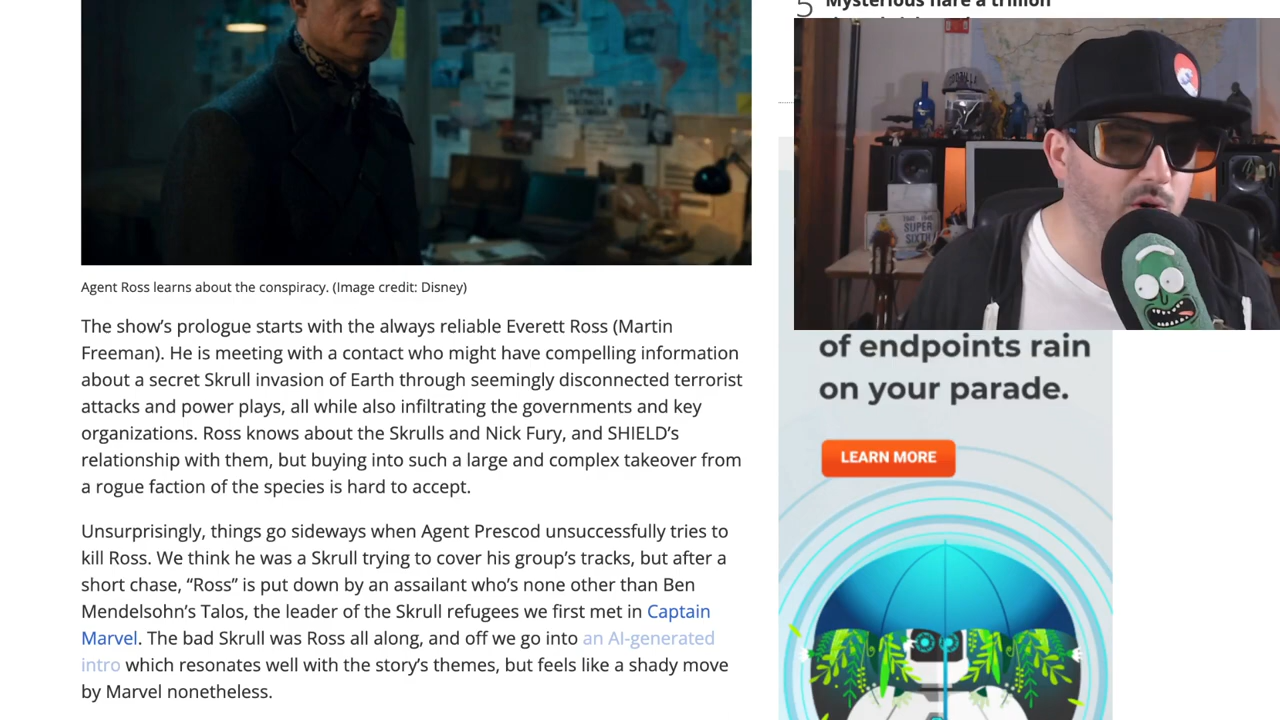 5 Mysterious flare a trillion
GODZILLA
TIME
SUPER
SIXTH
Agent Ross learns about the conspiracy. (Image credit: Disney)
The show’s prologue starts with the always reliable Everett Ross (Martin
Freeman). He is meeting with a contact who might have compelling information
about a secret Skrull invasion of Earth through seemingly disconnected terrorist
attacks and power plays, all while also infiltrating the governments and key
organizations. Ross knows about the Skrulls and Nick Fury, and SHIELD’s
relationship with them, but buying into such a large and complex takeover from
a rogue faction of the species is hard to accept.
Unsurprisingly, things go sideways when Agent Prescod unsuccessfully tries to
kill Ross. We think he was a Skrull trying to cover his group’s tracks, but after a
short chase, “Ross” is put down by an assailant who’s none other than Ben
Mendelsohn’s Talos, the leader of the Skrull refugees we first met in Captain
Marvel. The bad Skrull was Ross all along, and off we go into an AI-generated
intro which resonates well with the story’s themes, but feels like a shady move
by Marvel nonetheless.
of endpoints rain
on your parade.
LEARN MORE